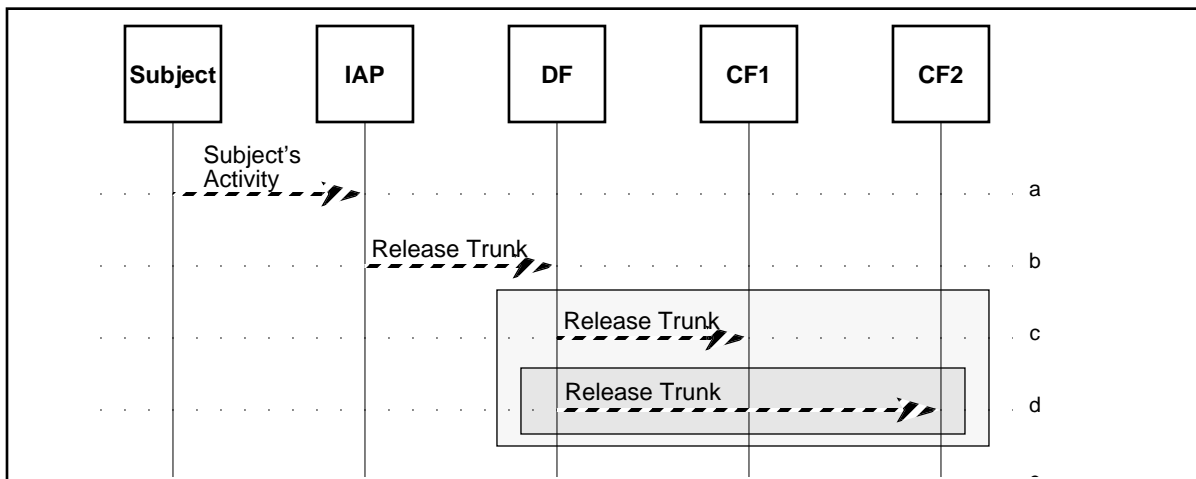 Subject IAP DF CF1 CF2
Subject's
Activity
a
Release Trunk
b
Release Trunk
c
Release Trunk
d